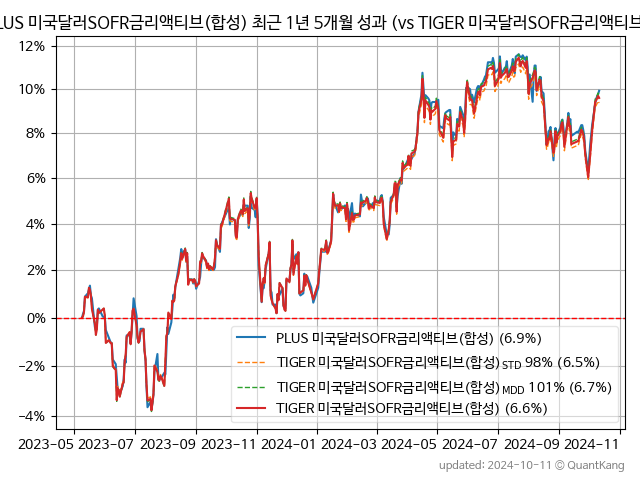 PLUS 미국달러SOFR금리액티브(합성) 최근 1년 5개월 성과 (vs TIGER 미국달러SOFR금리액티브
12%
10%
8%
6%
4%
2%
0%
−2%
−4%
PLUS 미국달러SOFR금리액티브(합성) (6.9%)
TIGER 미국달러SOFR금리액티브(합성) STD 98% (6.5%)
TIGER 미국달러SOFR금리액티브(합성) MDD 101% (6.7%)
TIGER 미국달러SOFR금리액티브(합성) (6.6%)
2023-05 2023-07 2023-09 2023-11 2024-01 2024-03 2024-05 2024-07 2024-09 2024-11
updated: 2024-10-11 © QuantKang